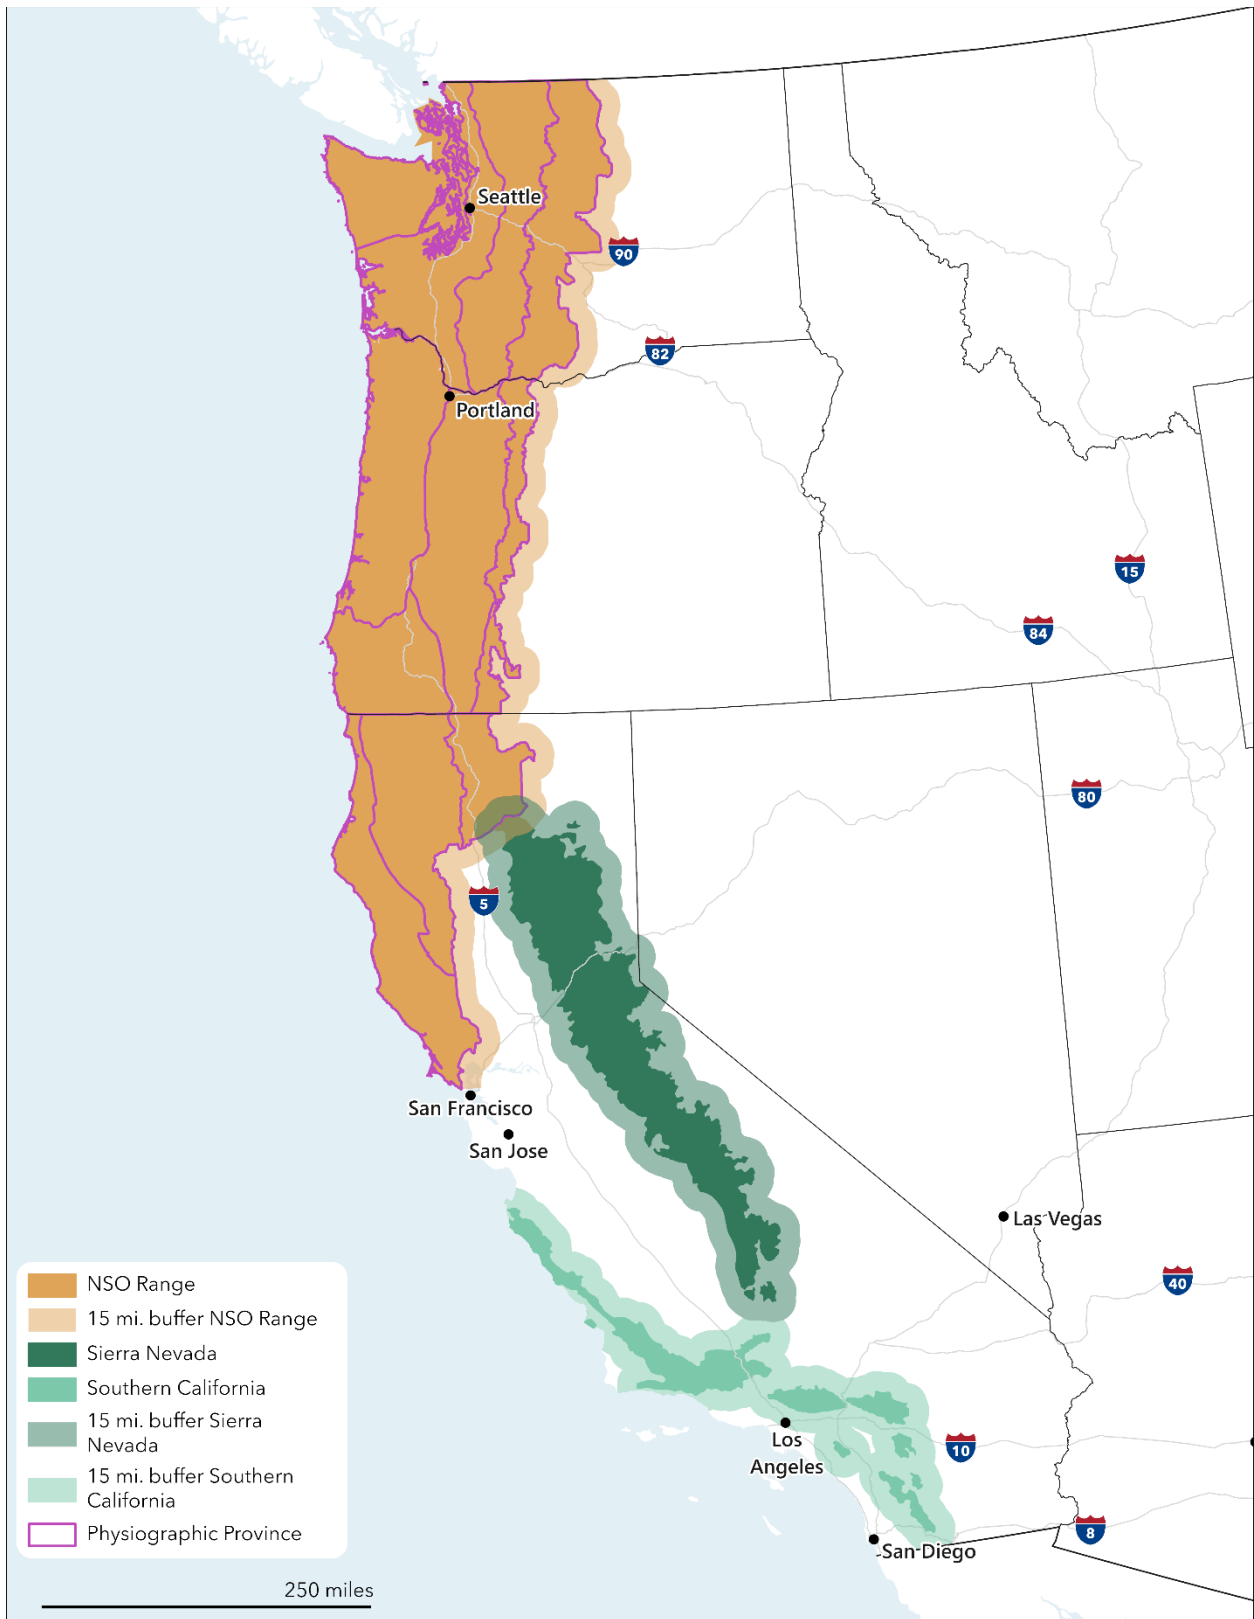 Seattle
90
82
Portland
15
84
80
5
San Francisco
San Jose
Las Vegas
40
NSO Range
15 mi. buffer NSO Range
Sierra Nevada
Southern California
15 mi. buffer Sierra
Nevada
15 mi. buffer Southern
California
Physiographic Province
Los
Angeles
10
8
San Diego
250 miles